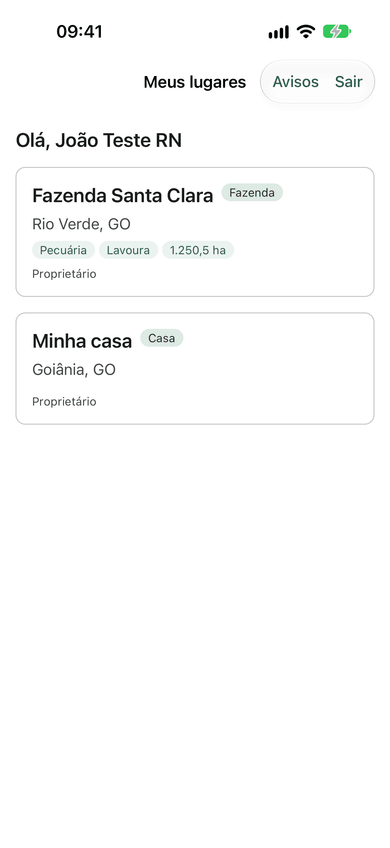 09:41
Meus lugares Avisos Sair
Olá, João Teste RN
Fazenda Santa Clara Fazenda
Rio Verde, GO
Pecuária Lavoura 1.250,5 ha
Proprietário
Minha casa Casa
Goiânia, GO
Proprietário